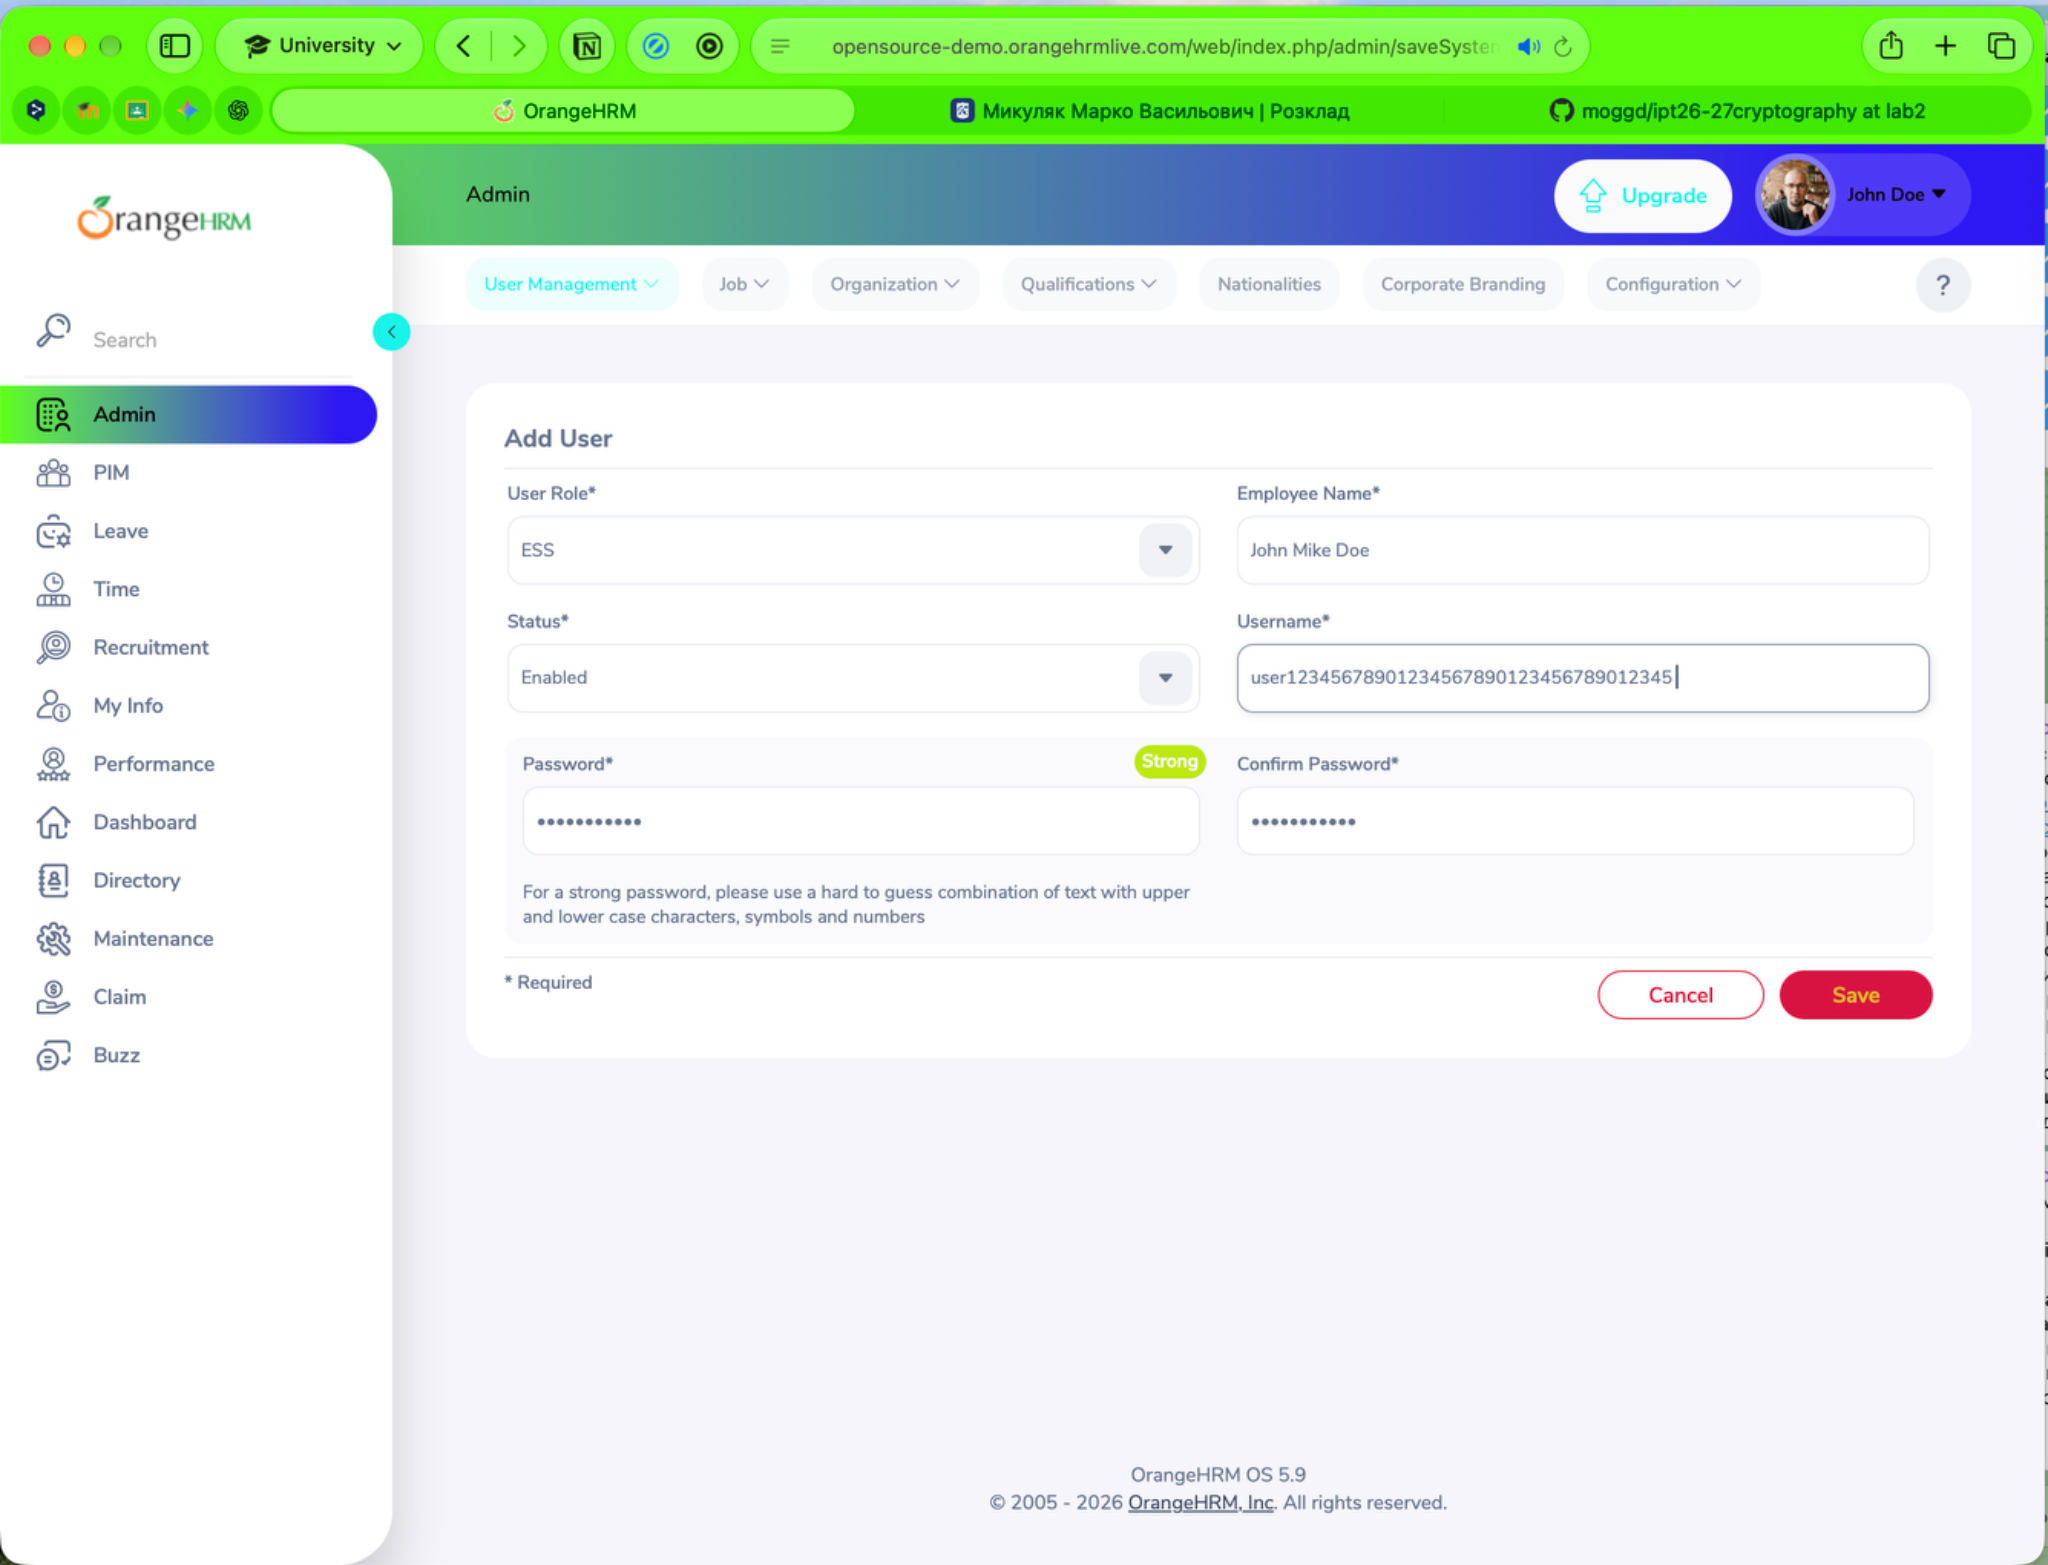 University
opensource-demo.orangehrmlive.com/web/index.php/admin/saveSystem
OrangeHRM
Микуляк Марко Васильович | Розклад
moggd/ipt26-27cryptography at lab2
OrangeHRM
Admin
Upgrade
John Doe
User Management
Job
Organization
Qualifications
Nationalities
Corporate Branding
Configuration
?
Search
Admin
PIM
Leave
Time
Recruitment
My Info
Performance
Dashboard
Directory
Maintenance
Claim
Buzz
Add User
User Role*
Employee Name*
ESS
John Mike Doe
Status*
Username*
Enabled
user12345678901234567890123456789012345
Password*
Strong
Confirm Password*
For a strong password, please use a hard to guess combination of text with upper
and lower case characters, symbols and numbers
* Required
Cancel
Save
OrangeHRM OS 5.9
© 2005 - 2026 OrangeHRM, Inc. All rights reserved.